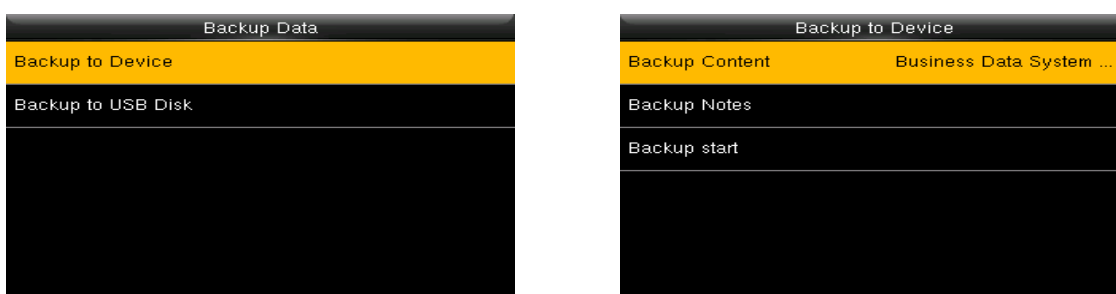 Backup Data
Backup to Device
Backup to USB Disk
Backup to Device
Backup Content Business Data System ...
Backup Notes
Backup start